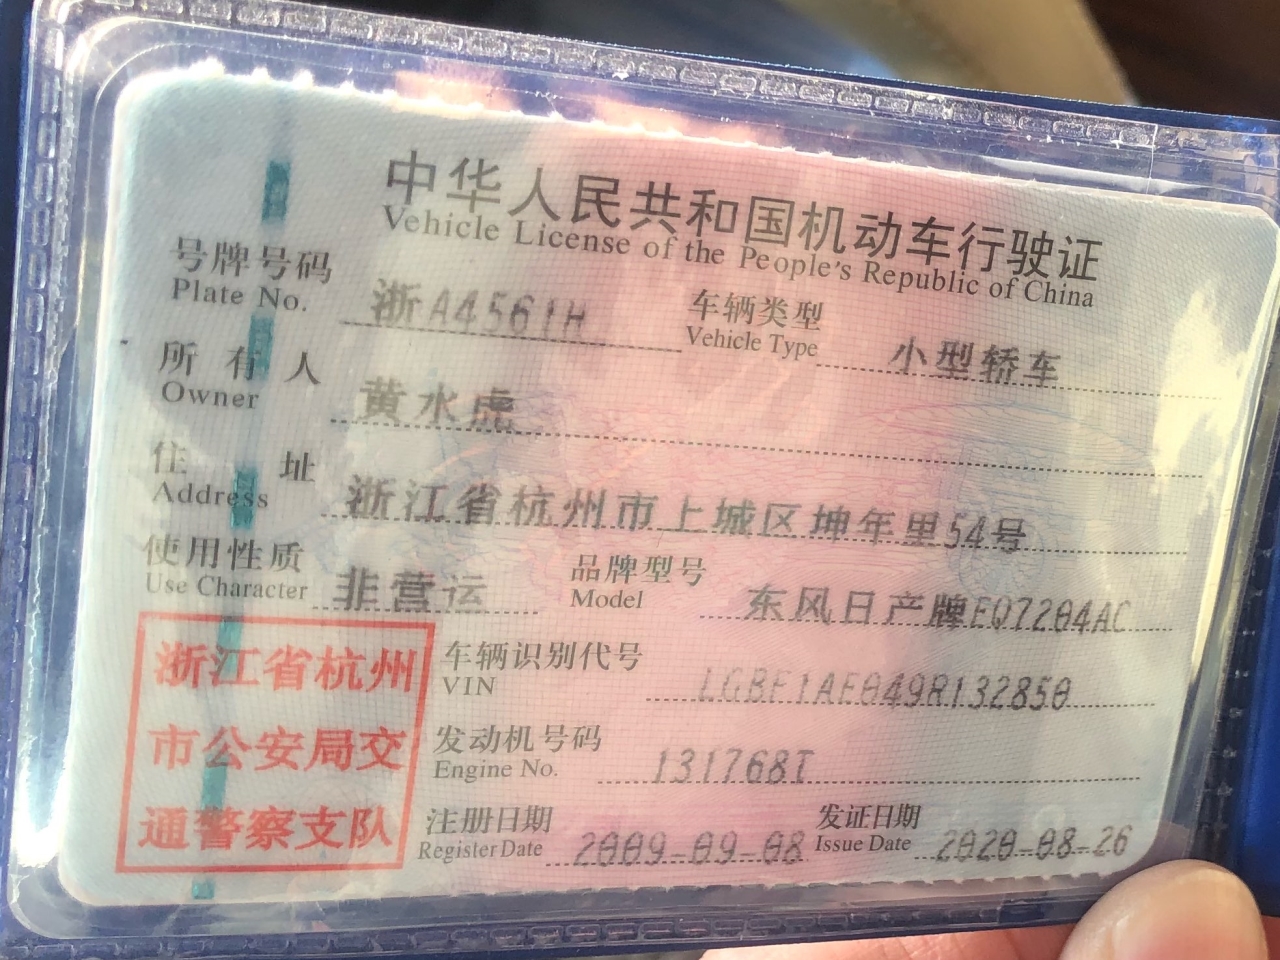 中华人民共和国机动车行驶证
Vehicle License of the People's Republic of China
号牌号码 浙A4561H 车辆类型 小型轿车
Plate No. Vehicle Type
所有人 黄水虎
Owner
住址 浙江省杭州市上城区坤年里54号
Address
使用性质 非营运 品牌型号 东风日产牌EQ7204AC
Use Character Model
浙江省杭州
市公安局交
通警察支队
车辆识别代号 LGBF1AE049R132850
VIN
发动机号码 131768T
Engine No.
注册日期 2009-09-08 发证日期 2020-08-26
Register Date Issue Date